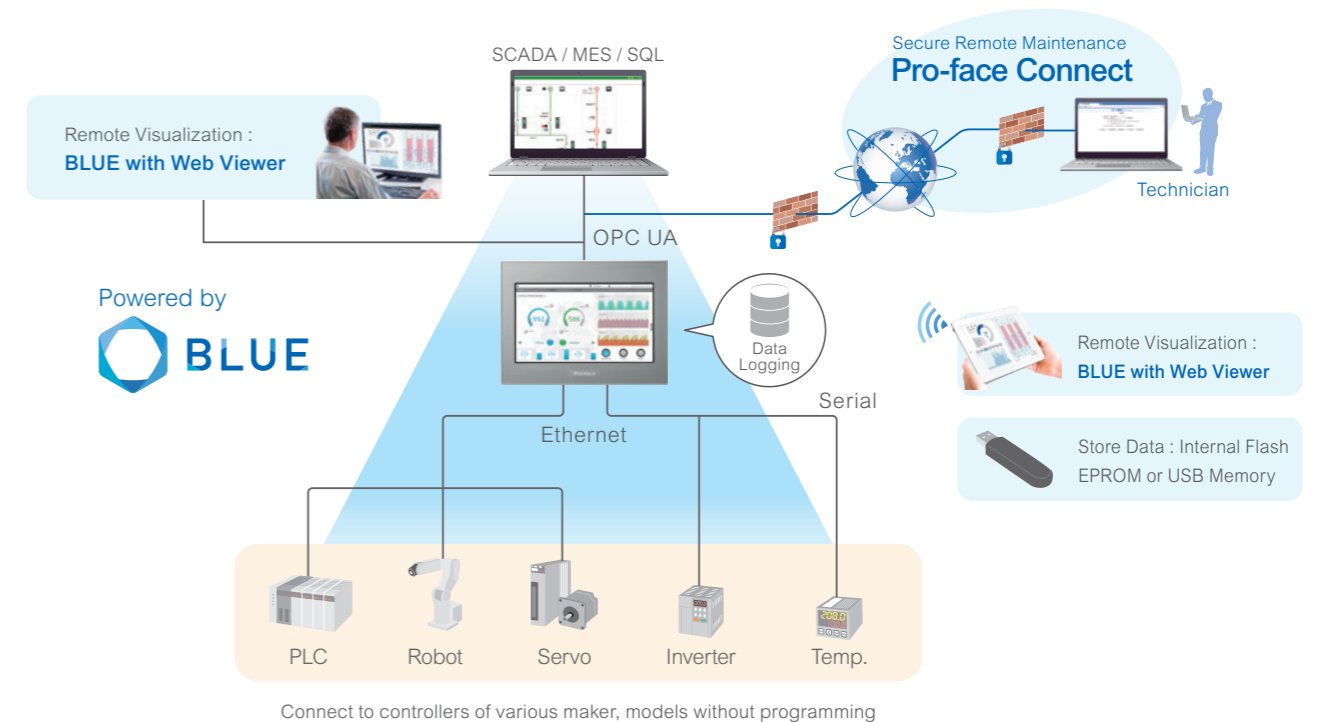 SCADA / MES / SQL
Secure Remote Maintenance
Pro-face Connect
Remote Visualization :
BLUE with Web Viewer
Technician
OPC UA
Powered by
BLUE
Data
Logging
Remote Visualization :
BLUE with Web Viewer
Serial
Ethernet
Store Data : Internal Flash
EPROM or USB Memory
PLC
Robot
Servo
Inverter
Temp.
Connect to controllers of various maker, models without programming